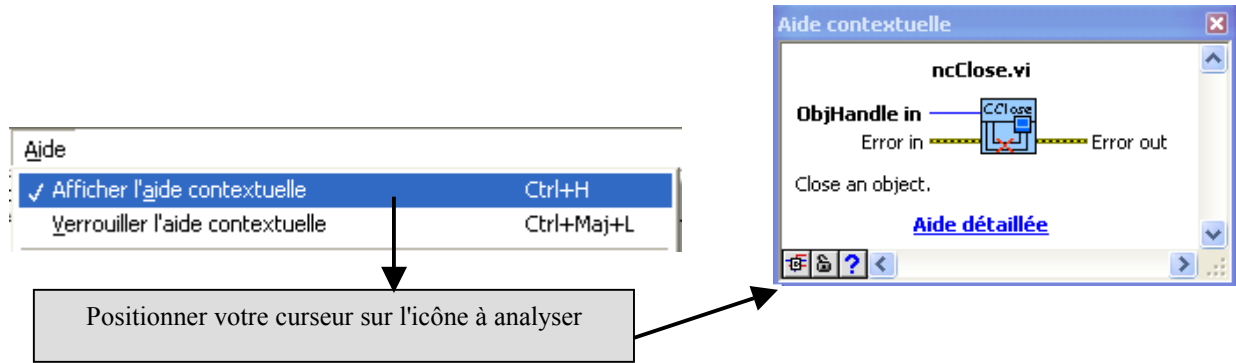 Aide
Afficher l'aide contextuelle Ctrl+H
Verrouiller l'aide contextuelle Ctrl+Maj+L
Positionner votre curseur sur l'icône à analyser
Aide contextuelle
ncClose.vi
CClose
ObjHandle in
Error in Error out
Close an object.
Aide détaillée
?